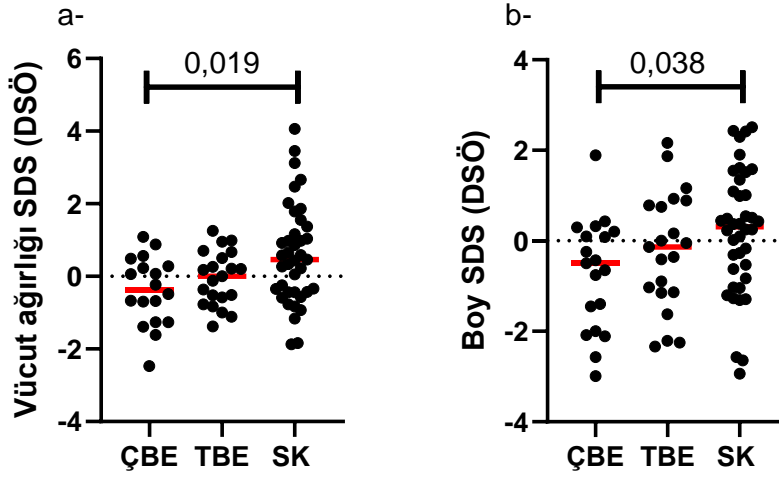 a-
Vücut ağırlığı SDS (DSÖ)
0,019
6
4
2
0
-2
-4
ÇBE TBE SK
b-
Boy SDS (DSÖ)
0,038
4
2
0
-2
-4
ÇBE TBE SK